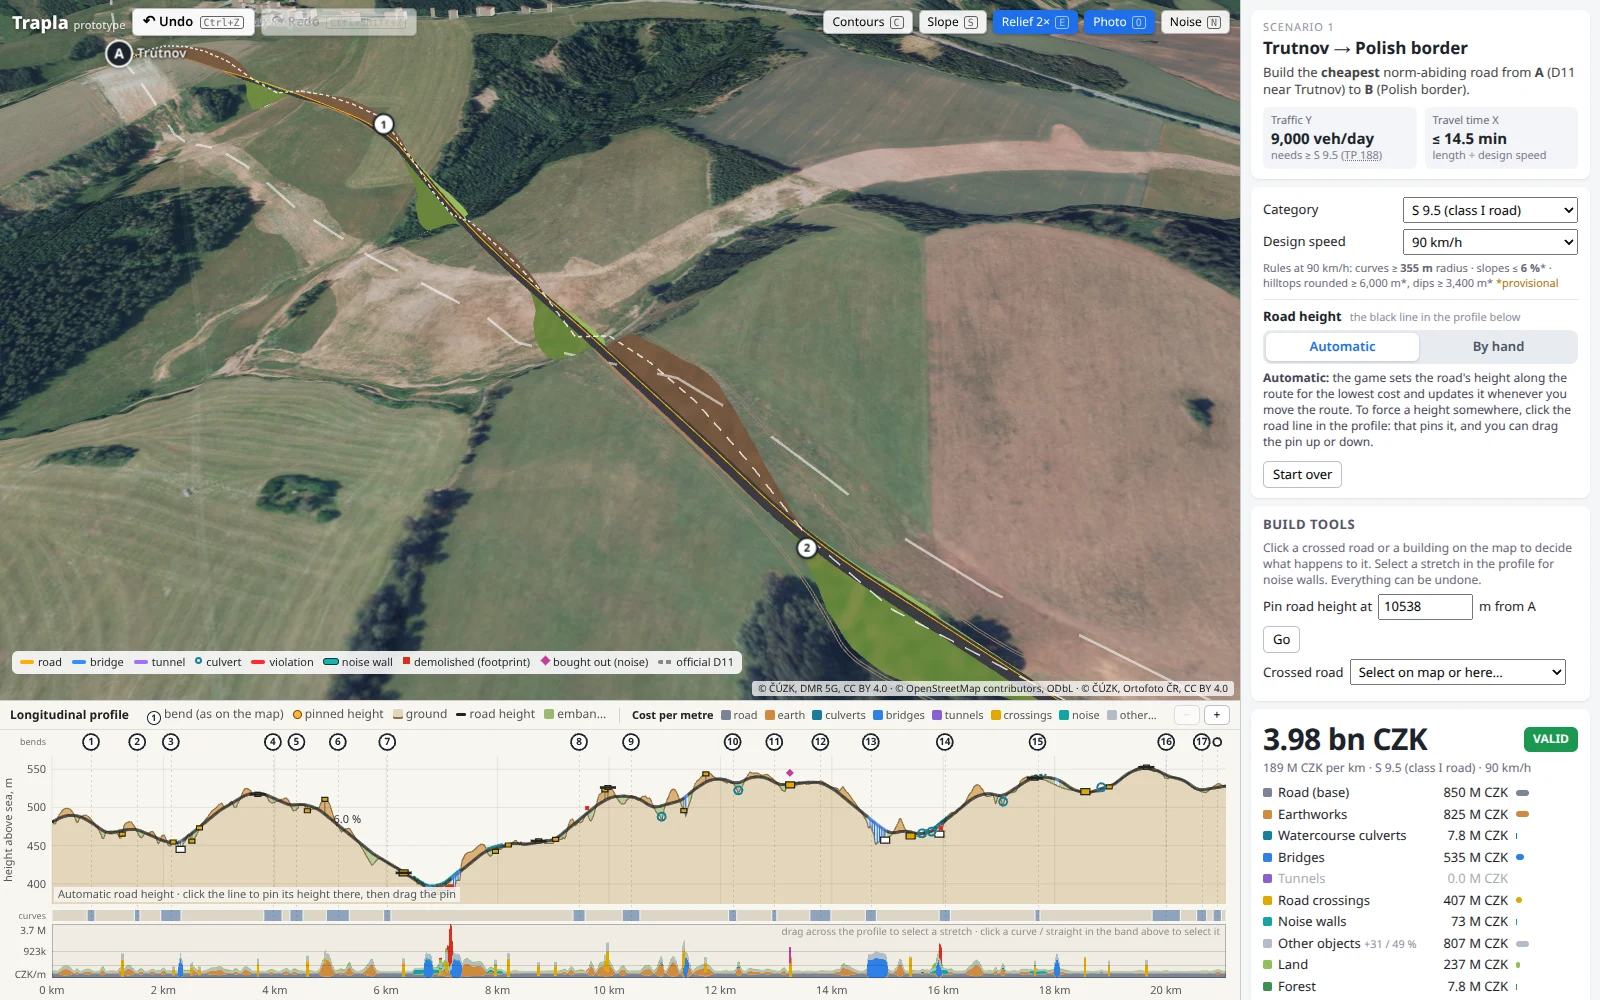 Trapla prototype
Undo Ctrl+Z
Redo
Contours C
Slope S
Relief 2× E
Photo O
Noise N
A Trutnov
1
2
road bridge tunnel culvert violation noise wall demolished (footprint) bought out (noise) official D11
© ČÚZK, DMR 5G, CC BY 4.0 · © OpenStreetMap contributors, ODbL · © ČÚZK, Ortofoto ČR, CC BY 4.0
Longitudinal profile 1 bend (as on the map) pinned height ground road height emban... Cost per metre road earth culverts bridges tunnels crossings noise other... − +
bends 1 2 3 4 5 6 7 8 9 10 11 12 13 14 15 16 17
height above sea, m
550
500
450
400
6.0 %
Automatic road height · click the line to pin its height there, then drag the pin
curves
drag across the profile to select a stretch · click a curve / straight in the band above to select it
3.7 M
923k
CZK/m
0 km 2 km 4 km 6 km 8 km 10 km 12 km 14 km 16 km 18 km 20 km
SCENARIO 1
Trutnov → Polish border
Build the cheapest norm-abiding road from A (D11
near Trutnov) to B (Polish border).
Traffic Y
9,000 veh/day
needs ≥ S 9.5 (TP 188)
Travel time X
≤ 14.5 min
length ÷ design speed
Category S 9.5 (class I road)
Design speed 90 km/h
Rules at 90 km/h: curves ≥ 355 m radius · slopes ≤ 6 %* ·
hilltops rounded ≥ 6,000 m*, dips ≥ 3,400 m* *provisional
Road height the black line in the profile below
Automatic By hand
Automatic: the game sets the road's height along the
route for the lowest cost and updates it whenever you
move the route. To force a height somewhere, click the
road line in the profile: that pins it, and you can drag
the pin up or down.
Start over
BUILD TOOLS
Click a crossed road or a building on the map to decide
what happens to it. Select a stretch in the profile for
noise walls. Everything can be undone.
Pin road height at 10538 m from A
Go
Crossed road Select on map or here...
3.98 bn CZK VALID
189 M CZK per km · S 9.5 (class I road) · 90 km/h
Road (base) 850 M CZK
Earthworks 825 M CZK
Watercourse culverts 7.8 M CZK
Bridges 535 M CZK
Tunnels 0.0 M CZK
Road crossings 407 M CZK
Noise walls 73 M CZK
Other objects +31 / 49 % 807 M CZK
Land 237 M CZK
Forest 7.8 M CZK